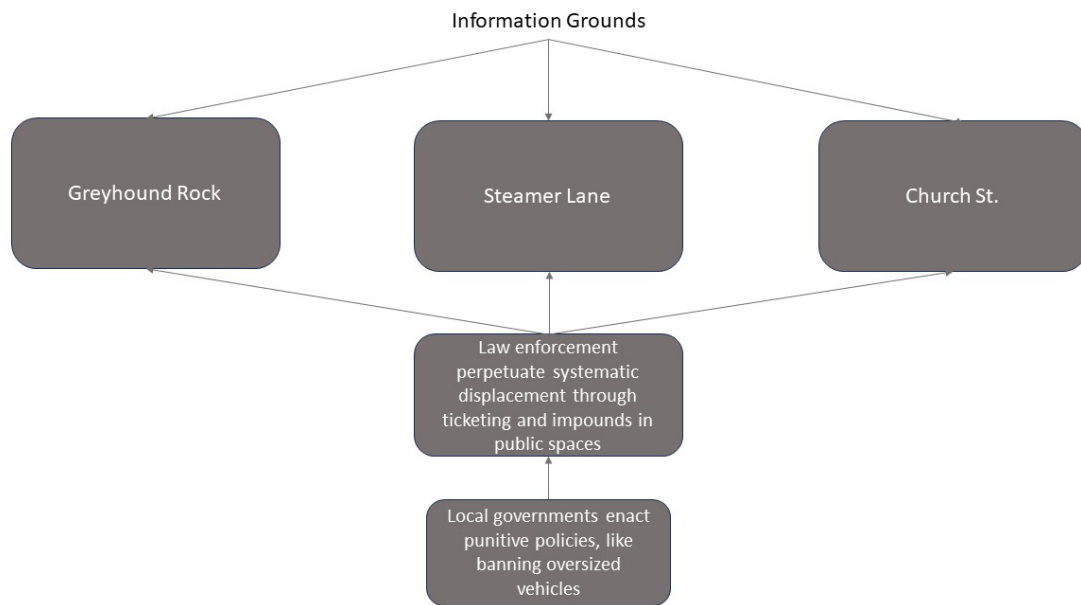 Information Grounds
Greyhound Rock
Steamer Lane
Church St.
Law enforcement
perpetuate systematic
displacement through
ticketing and impounds in
public spaces
Local governments enact
punitive policies, like
banning oversized
vehicles